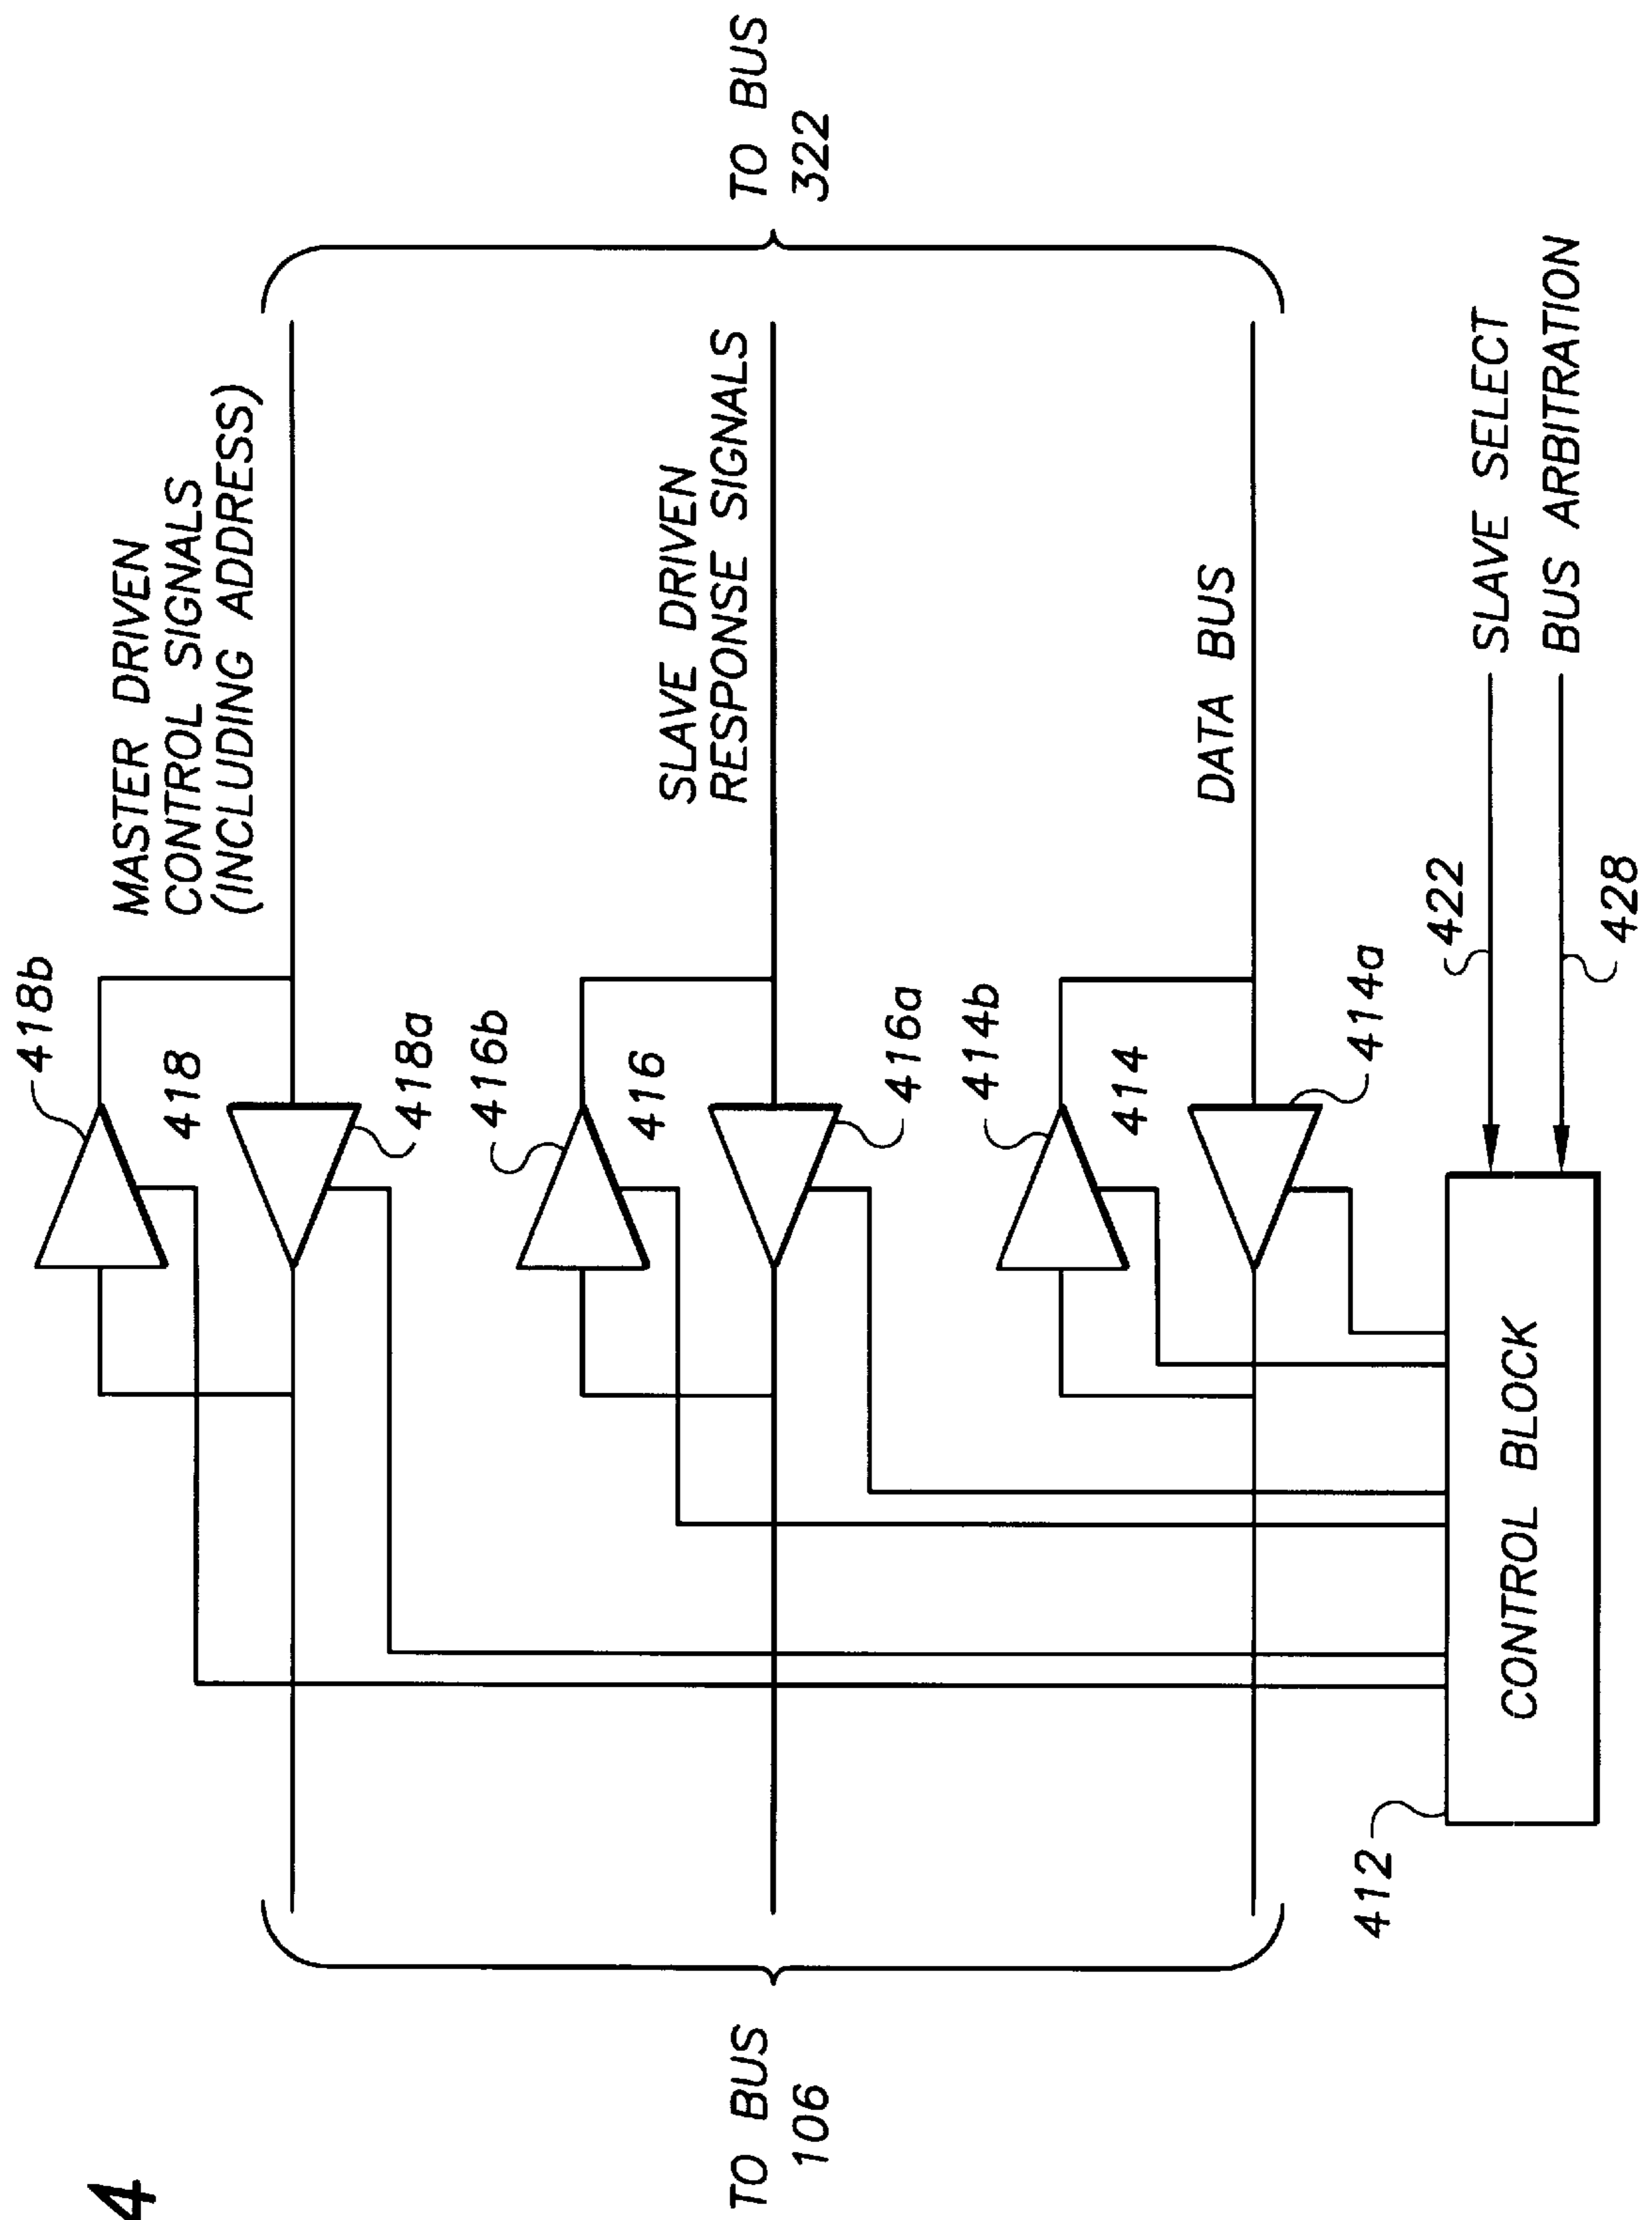 4
418b
MASTER DRIVEN
CONTROL SIGNALS
(INCLUDING ADDRESS)
418
418a
416b
SLAVE DRIVEN
RESPONSE SIGNALS
416
416a
TO BUS
106
TO BUS
322
414b
DATA BUS
414
414a
412
CONTROL BLOCK
422
SLAVE SELECT
BUS ARBITRATION
428